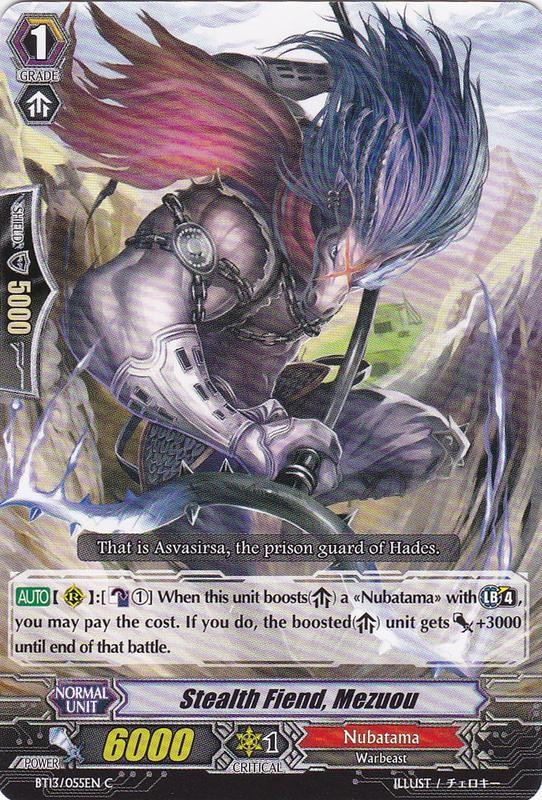 1
GRADE
SHIELD
5000
That is Asvasirsa, the prison guard of Hades.
AUTO [ R ]:[ ①] When this unit boosts( ) a «Nubatama» with LB 4,
you may pay the cost. If you do, the boosted( ) unit gets +3000
until end of that battle.
NORMAL
UNIT
Stealth Fiend, Mezuou
POWER
6000
1
CRITICAL
Nubatama
Warbeast
BT13/055EN C
ILLUST / チェロキー